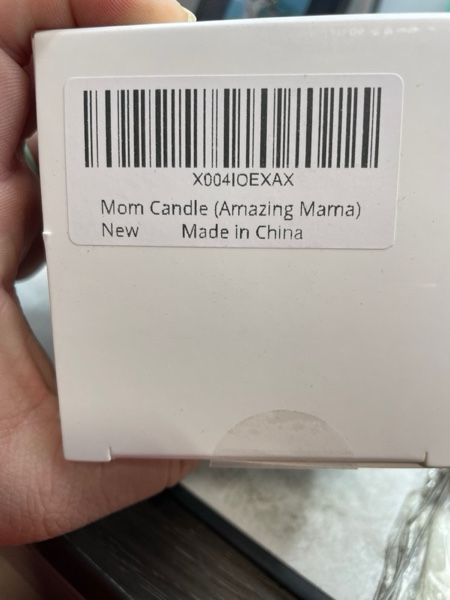 X004IOEXAX
Mom Candle (Amazing Mama)
New Made in China